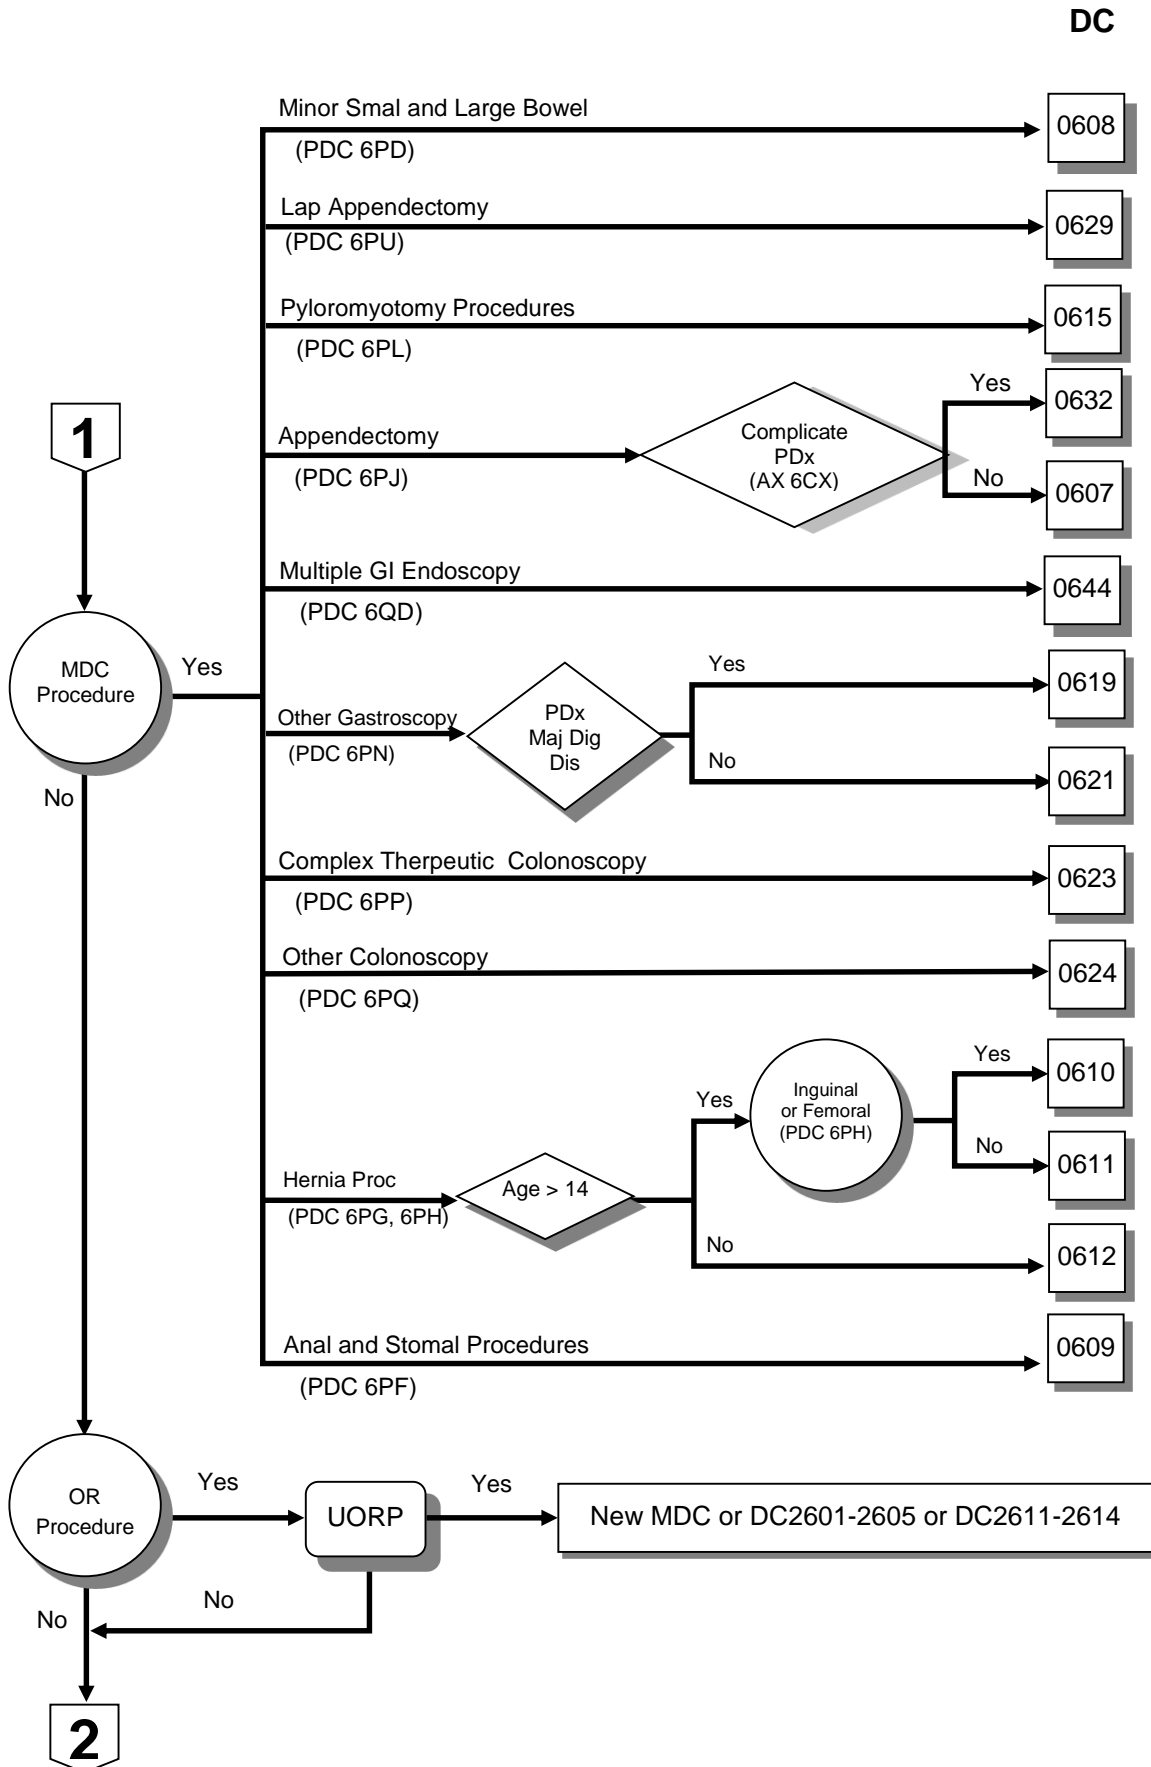 DC
Minor Smal and Large Bowel
(PDC 6PD)
0608
Lap Appendectomy
(PDC 6PU)
0629
Pyloromyotomy Procedures
(PDC 6PL)
0615
1
Appendectomy
(PDC 6PJ)
Complicate
PDx
(AX 6CX)
Yes
0632
No
0607
Multiple GI Endoscopy
(PDC 6QD)
0644
MDC
Procedure
Yes
No
Other Gastroscopy
(PDC 6PN)
PDx
Maj Dig
Dis
Yes
0619
No
0621
Complex Therpeutic  Colonoscopy
(PDC 6PP)
0623
Other Colonoscopy
(PDC 6PQ)
0624
Hernia Proc
(PDC 6PG, 6PH)
Age > 14
Yes
Inguinal
or Femoral
(PDC 6PH)
Yes
0610
No
0611
No
0612
Anal and Stomal Procedures
(PDC 6PF)
0609
OR
Procedure
Yes
UORP
Yes
New MDC or DC2601-2605 or DC2611-2614
No
No
2